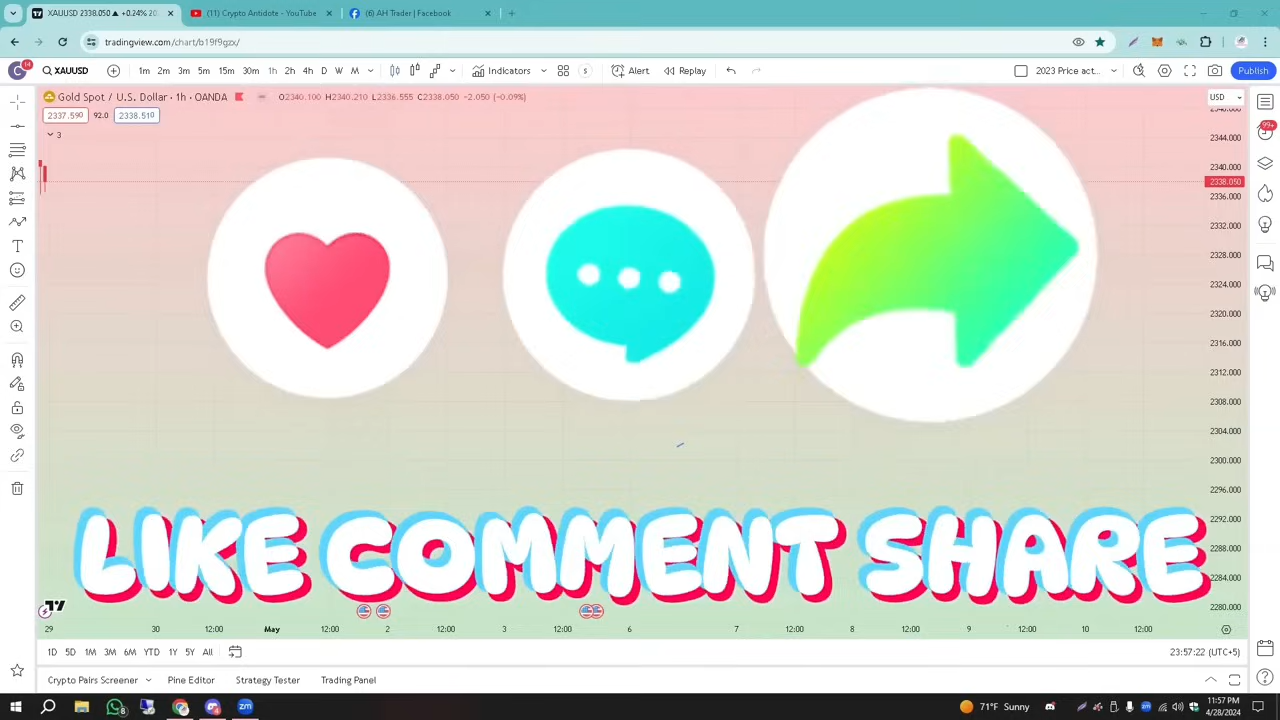 XAUUSD 2338.050 ▲ +0.24% 20
(11) Crypto Antidote - YouTube
(6) AH Trader | Facebook
tradingview.com/chart/b19f9gzx/
C 14
XAUUSD
1m 2m 3m 5m 15m 30m 1h 2h 4h D W M
Indicators
Alert
Replay
2023 Price act...
Publish
Gold Spot / U.S. Dollar · 1h · OANDA
O2340.100 H2340.210 L2336.555 C2338.050 −2.050 (−0.09%)
USD
2337.590 92.0 2338.510
3
99+
2344.000
2340.000
2338.050
2336.000
2332.000
2328.000
2324.000
2320.000
2316.000
2312.000
2308.000
2304.000
2300.000
2296.000
2292.000
2288.000
2284.000
2280.000
LIKE COMMENT SHARE
29 30 12:00 May 12:00 2 12:00 3 12:00 6 7 12:00 8 12:00 9 12:00 10 12:00
1D 5D 1M 3M 6M YTD 1Y 5Y All
23:57:22 (UTC+5)
Crypto Pairs Screener
Pine Editor
Strategy Tester
Trading Panel
71°F Sunny
11:57 PM
4/28/2024